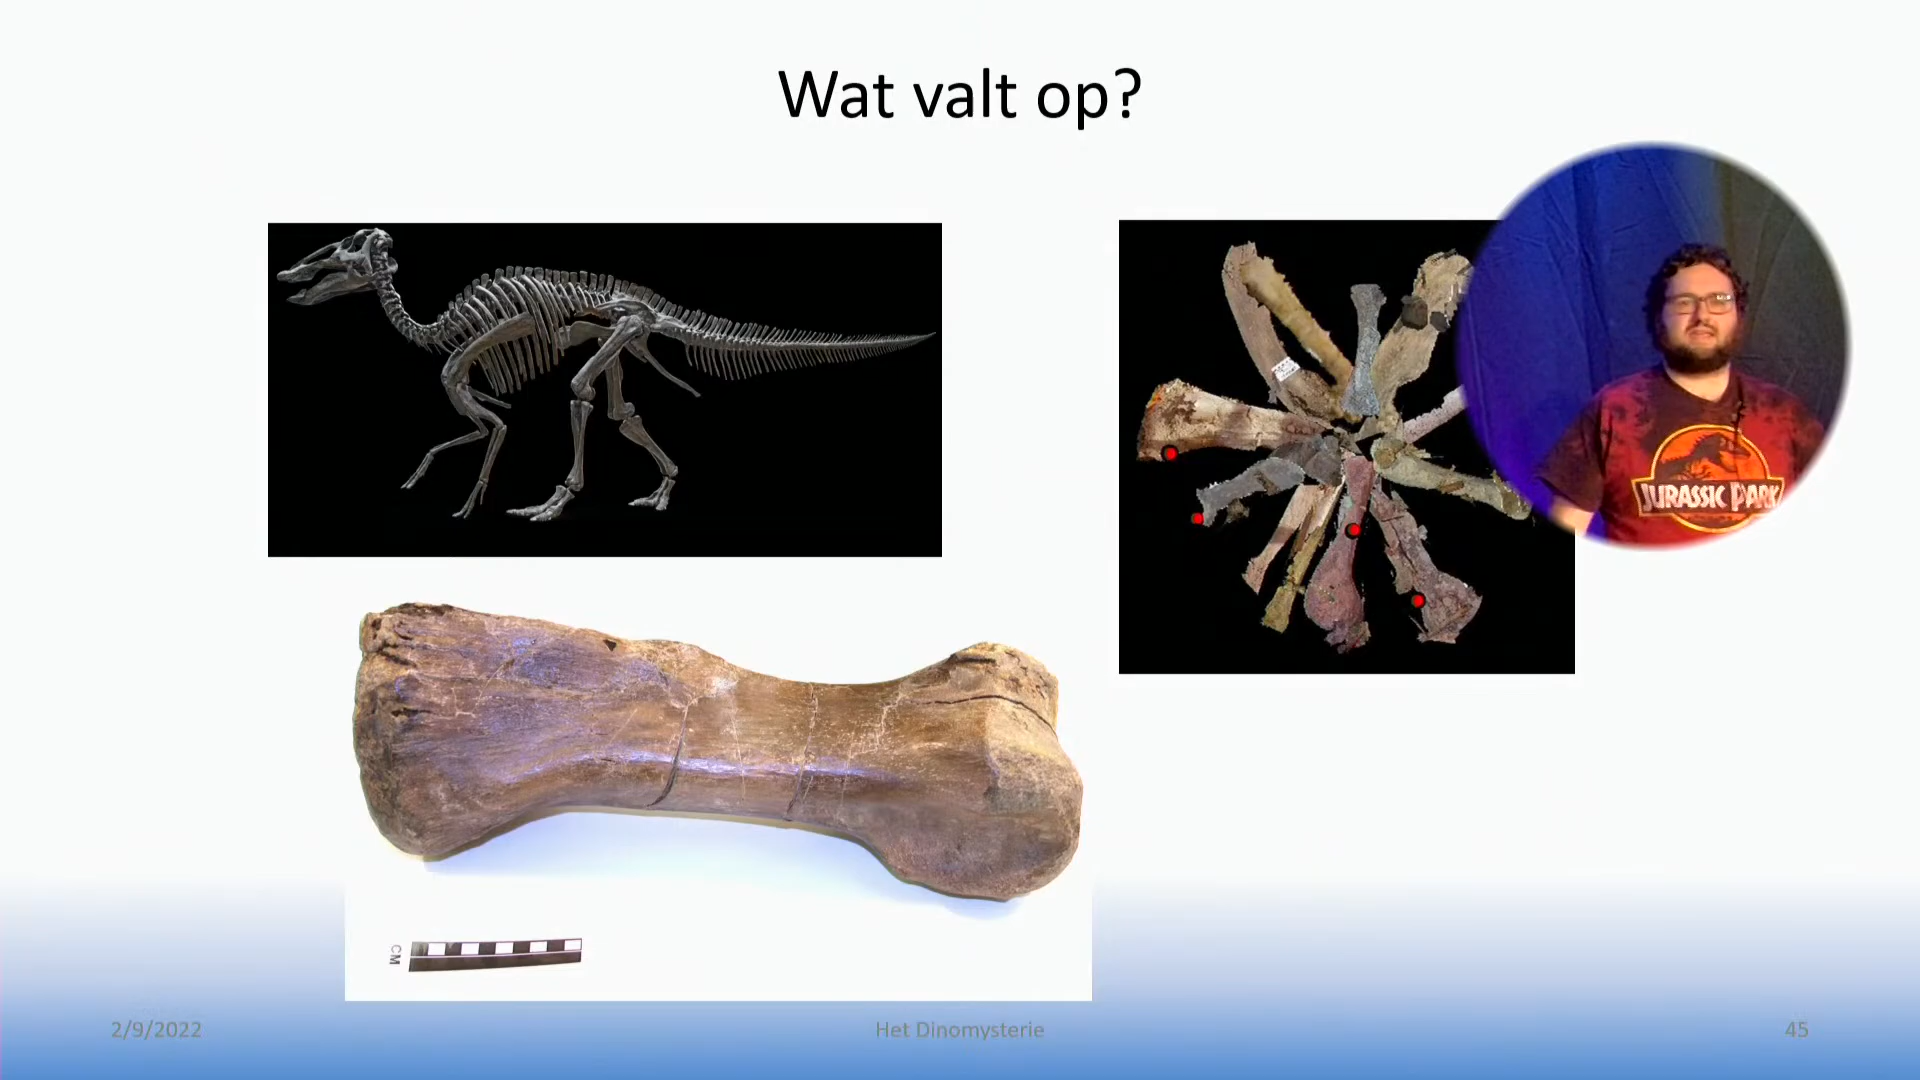 Wat valt op?
JURASSIC PARK
CM
2/9/2022
Het Dinomysterie
45